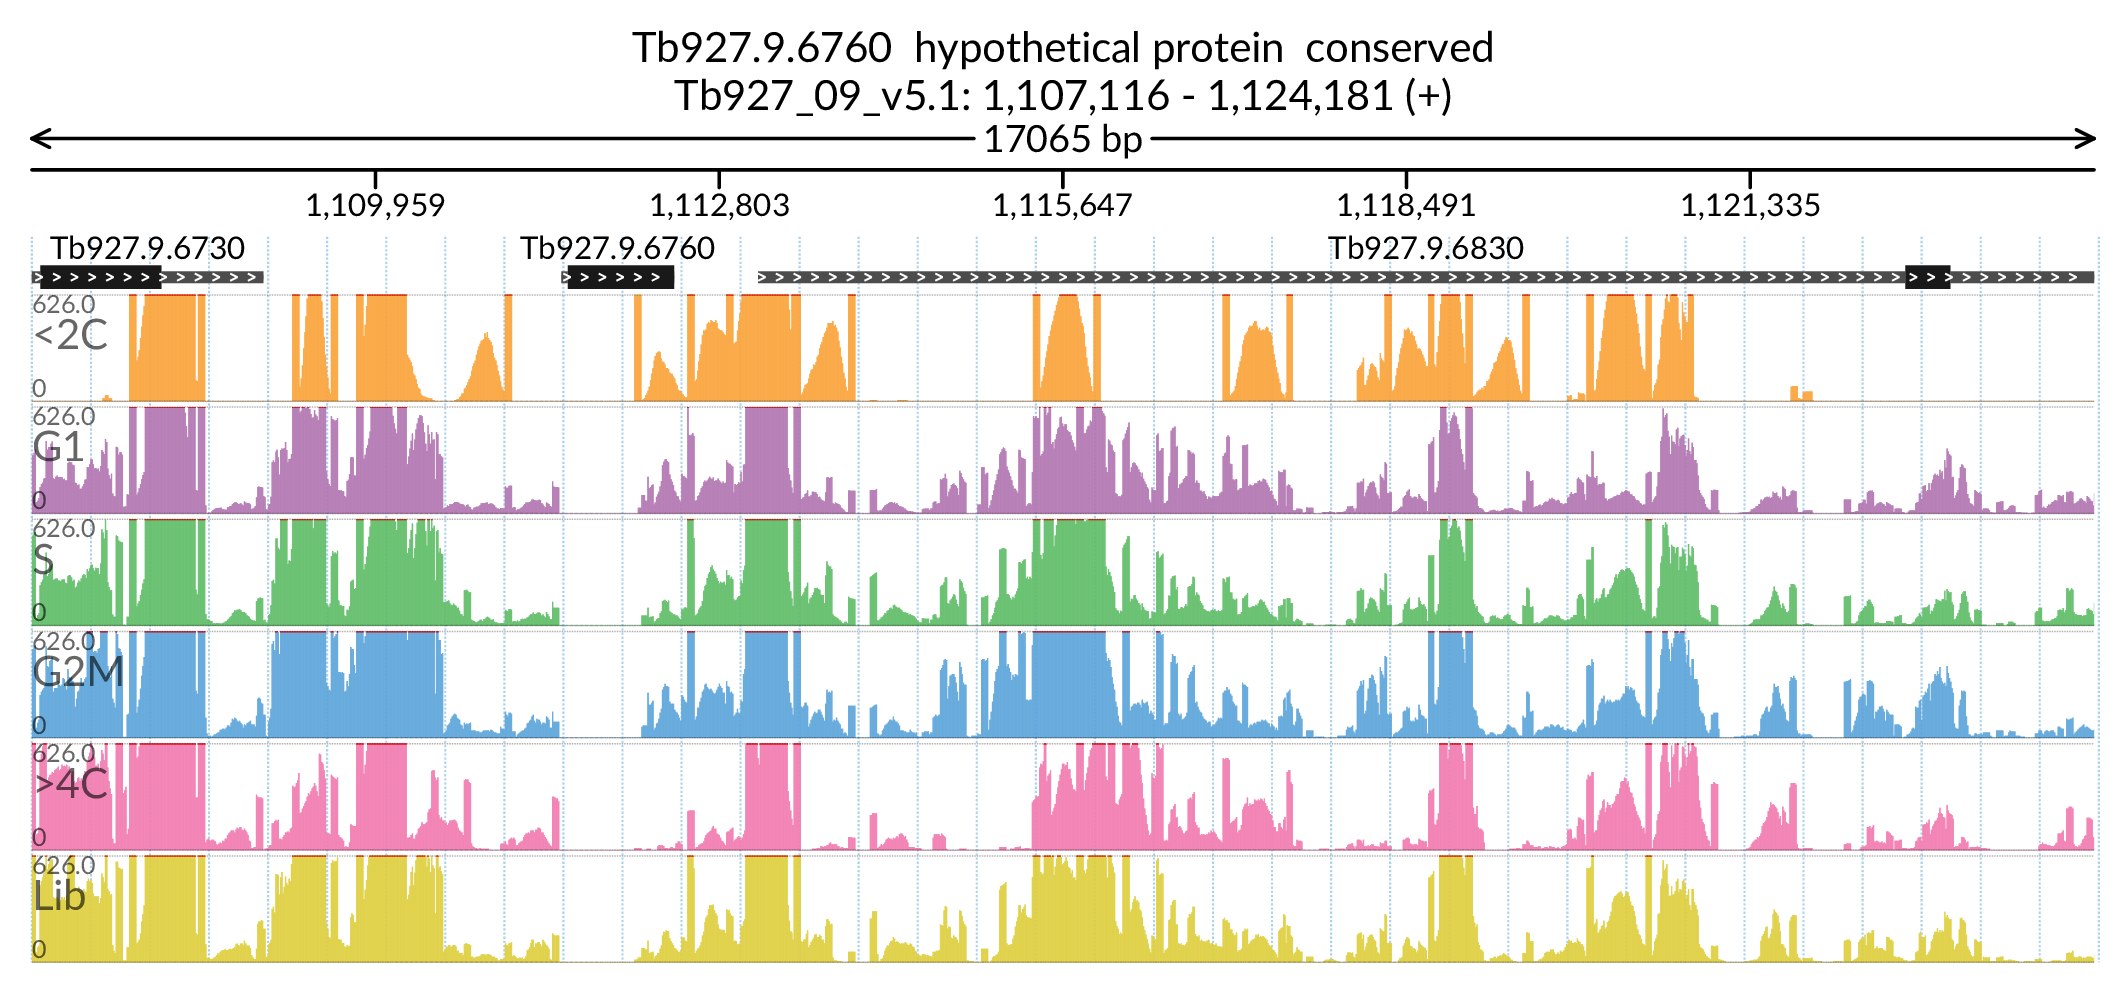 Tb927.9.6760  hypothetical protein  conserved
Tb927_09_v5.1: 1,107,116 - 1,124,181 (+)
17065 bp
1,109,959 1,112,803 1,115,647 1,118,491 1,121,335
Tb927.9.6730 Tb927.9.6760 Tb927.9.6830
626.0
<2C
0
626.0
G1
0
626.0
S
0
626.0
G2M
0
626.0
>4C
0
626.0
Lib
0